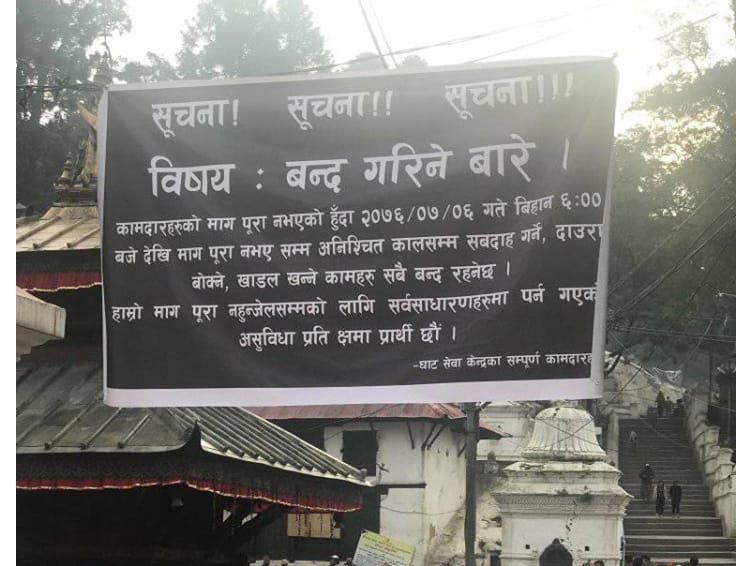 सूचना! सूचना!! सूचना!!!
विषय : बन्द गरिने बारे ।
कामदारहरुको माग पूरा नभएको हुँदा २०७६/०७/०६ गते बिहान ६:००
बजे देखि माग पूरा नभए सम्म अनिश्चित कालसम्म सबदाह गर्ने, दाउरा
बोक्ने, खाडल खन्ने कामहरु सबै बन्द रहनेछ ।
हाम्रो माग पूरा नहुन्जेलसम्मको लागि सर्वसाधारणहरुमा पर्न गएको
असुविधा प्रति क्षमा प्रार्थी छौं ।
-घाट सेवा केन्द्रका सम्पूर्ण कामदारह